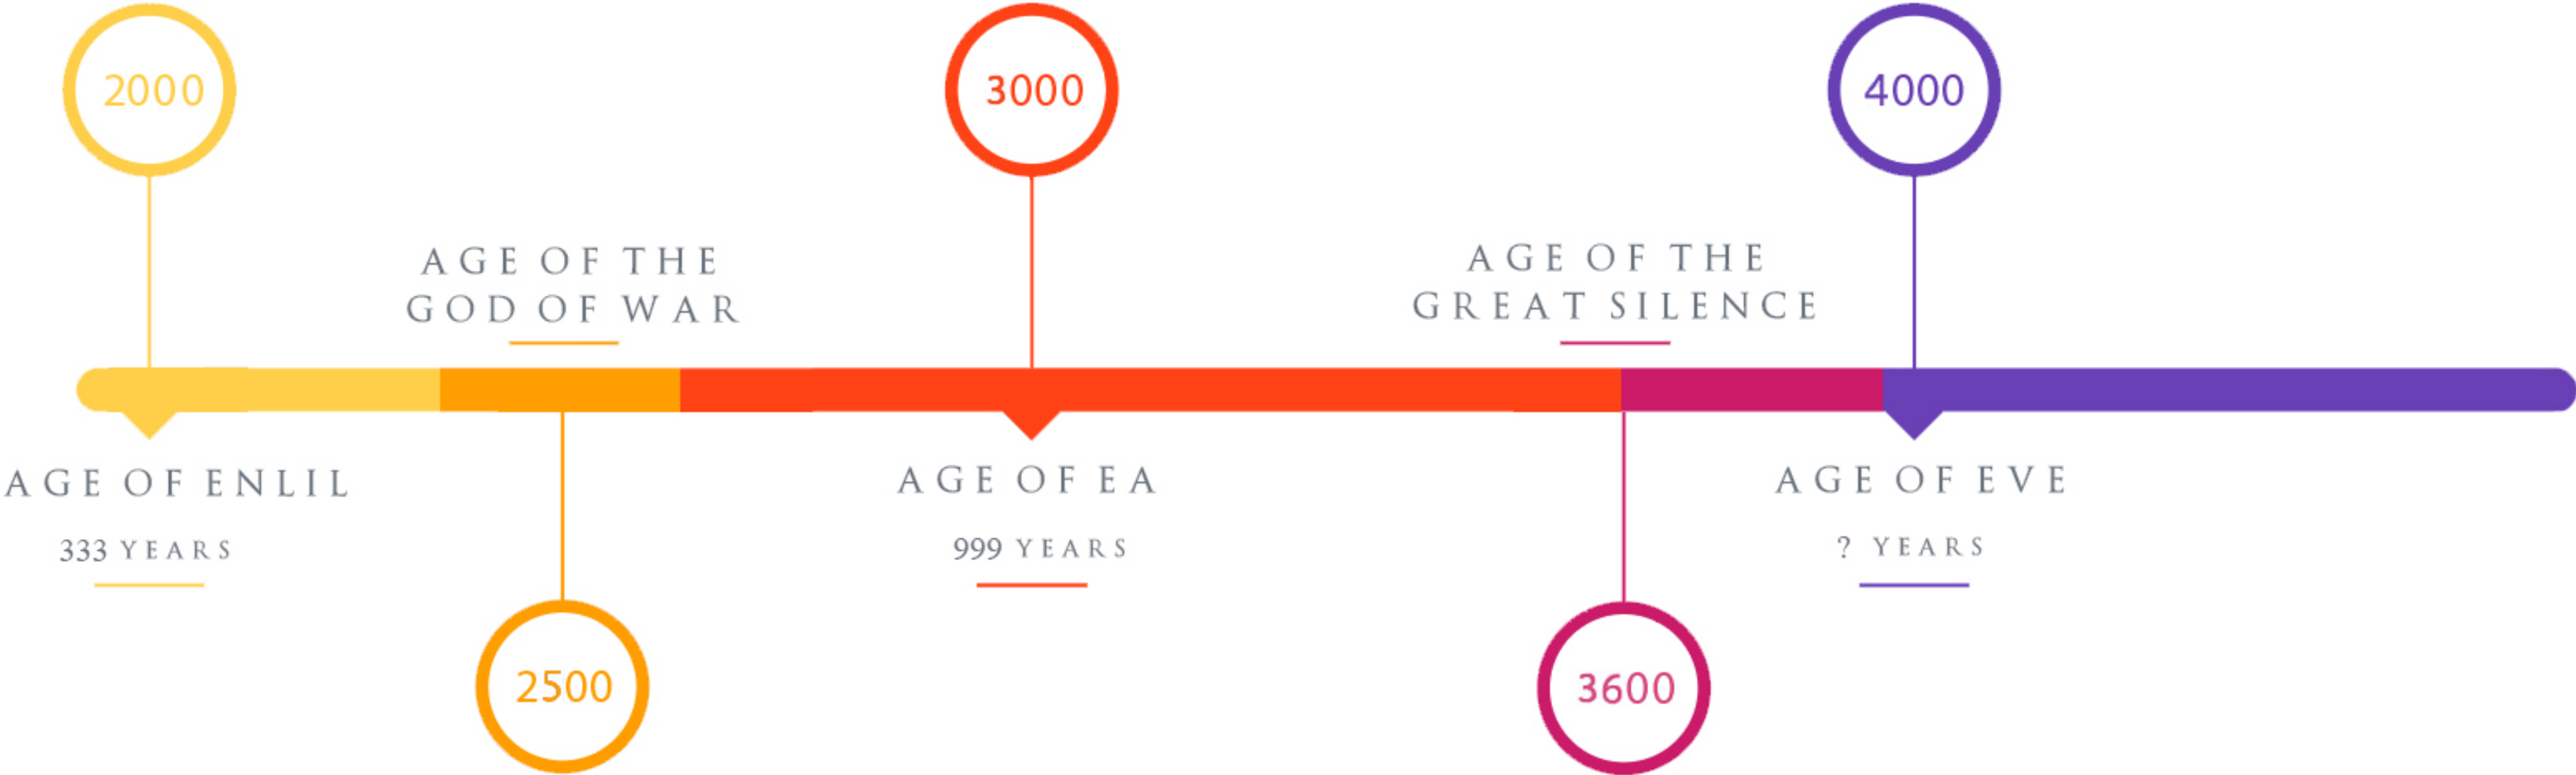 2000
3000
4000
AGE OF THE
GOD OF WAR
AGE OF THE
GREAT SILENCE
AGE OF ENLIL
333 YEARS
AGE OF EA
999 YEARS
AGE OF EVE
? YEARS
2500
3600